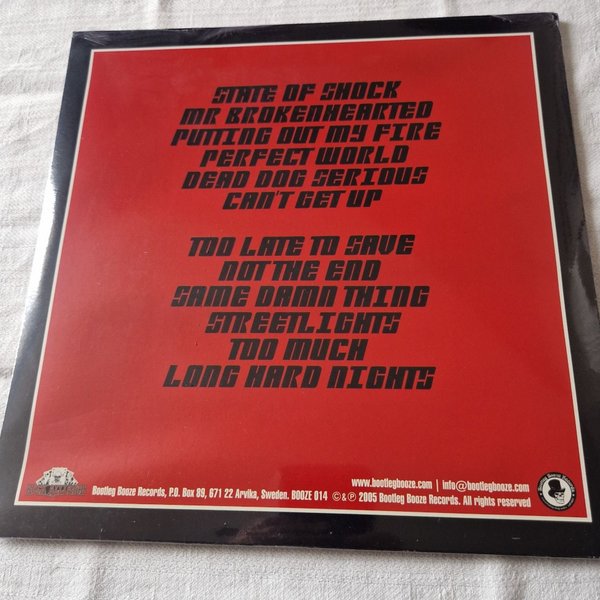 STATE OF SHOCK
MR BROKENHEARTED
PUTTING OUT MY FIRE
PERFECT WORLD
DEAD DOG SERIOUS
CAN'T GET UP
TOO LATE TO SAVE
NOT THE END
SAME DAMN THING
STREETLIGHTS
TOO MUCH
LONG HARD NIGHTS
www.bootlegbooze.com | info@bootlegbooze.com
Bootleg Booze Records, P.O. Box 89, 671 22 Arvika, Sweden. BOOZE 014 ©&℗ 2005 Bootleg Booze Records. All rights reserved